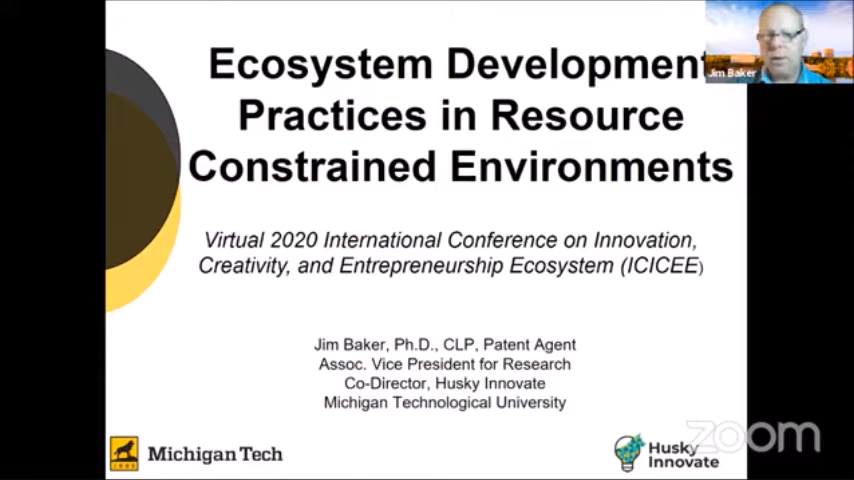 Ecosystem Development
Practices in Resource
Constrained Environments
Jim Baker
Virtual 2020 International Conference on Innovation,
Creativity, and Entrepreneurship Ecosystem (ICICEE)
Jim Baker, Ph.D., CLP, Patent Agent
Assoc. Vice President for Research
Co-Director, Husky Innovate
Michigan Technological University
1885
Michigan Tech
Husky
Innovate
zoom